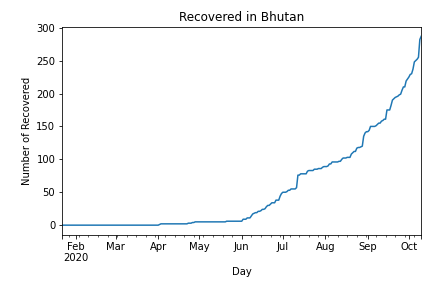 Recovered in Bhutan
Number of Recovered
300
250
200
150
100
50
0
Feb Mar Apr May Jun Jul Aug Sep Oct
2020
Day